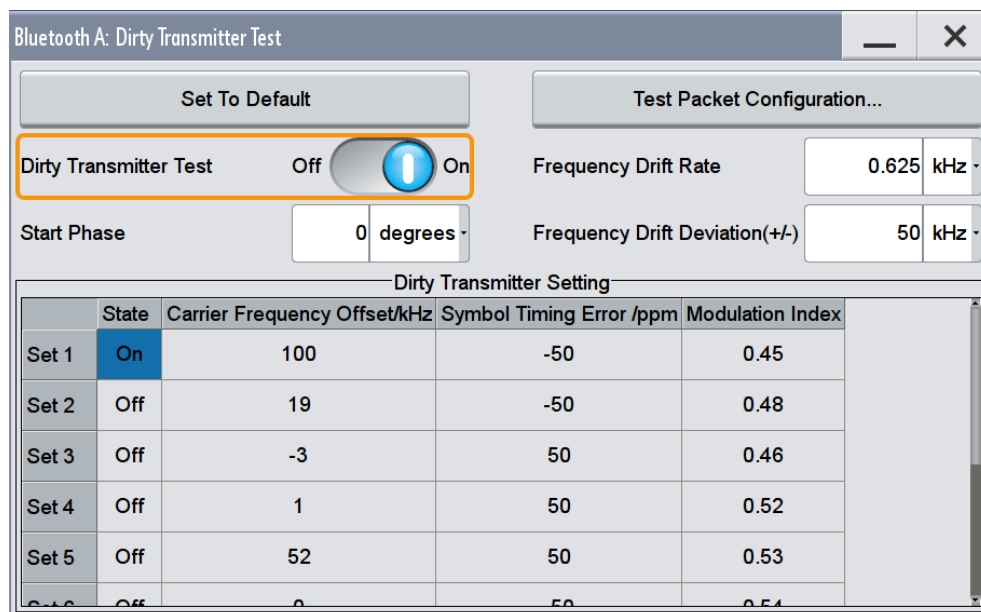 Bluetooth A: Dirty Transmitter Test
Set To Default
Test Packet Configuration...
Dirty Transmitter Test Off On
Frequency Drift Rate 0.625 kHz
Start Phase 0 degrees
Frequency Drift Deviation(+/-) 50 kHz
Dirty Transmitter Setting
State Carrier Frequency Offset/kHz Symbol Timing Error /ppm Modulation Index
Set 1 On 100 -50 0.45
Set 2 Off 19 -50 0.48
Set 3 Off -3 50 0.46
Set 4 Off 1 50 0.52
Set 5 Off 52 50 0.53